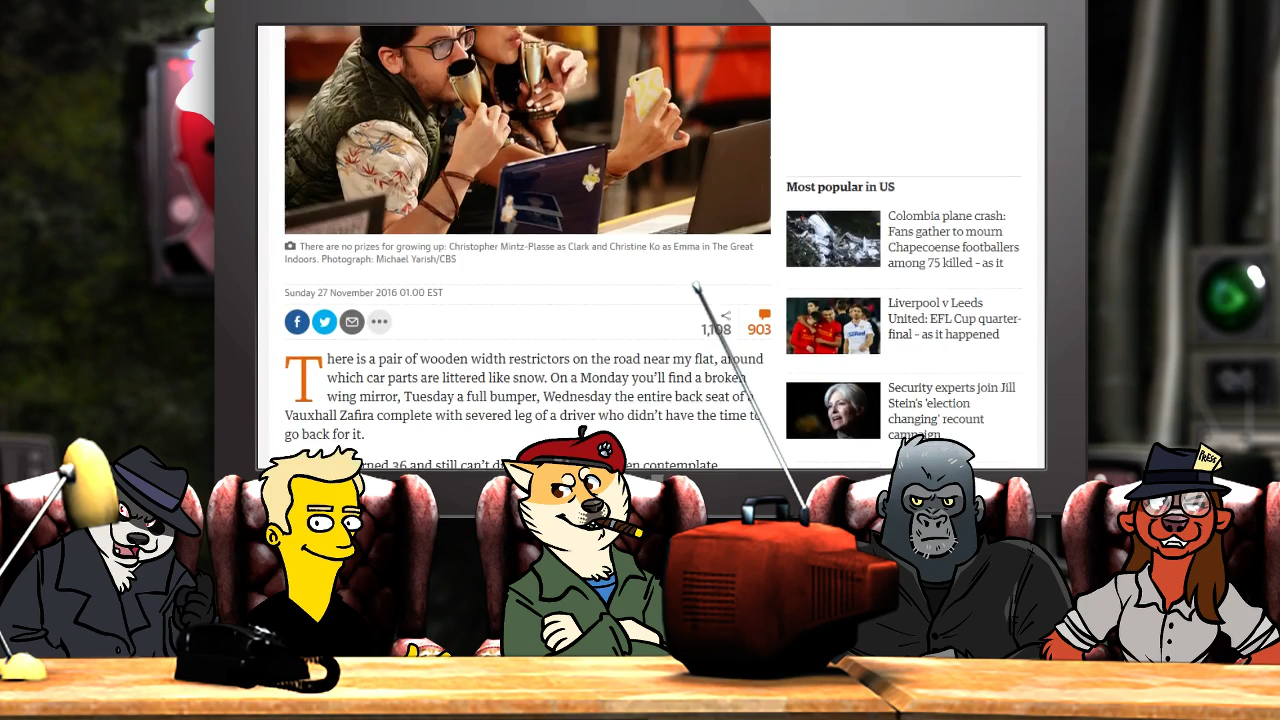 There are no prizes for growing up: Christopher Mintz-Plasse as Clark and Christine Ko as Emma in The Great
Indoors. Photograph: Michael Yarish/CBS
Sunday 27 November 2016 01.00 EST
1,108
903
There is a pair of wooden width restrictors on the road near my flat, around
which car parts are littered like snow. On a Monday you'll find a broken
wing mirror, Tuesday a full bumper, Wednesday the entire back seat of
Vauxhall Zafira complete with severed leg of a driver who didn't have the time to
go back for it.
36 and still can't contemplate
Most popular in US
Colombia plane crash:
Fans gather to mourn
Chapecoense footballers
among 75 killed – as it
Liverpool v Leeds
United: EFL Cup quarter-
final – as it happened
Security experts join Jill
Stein's 'election
changing' recount
campaign
PRESS